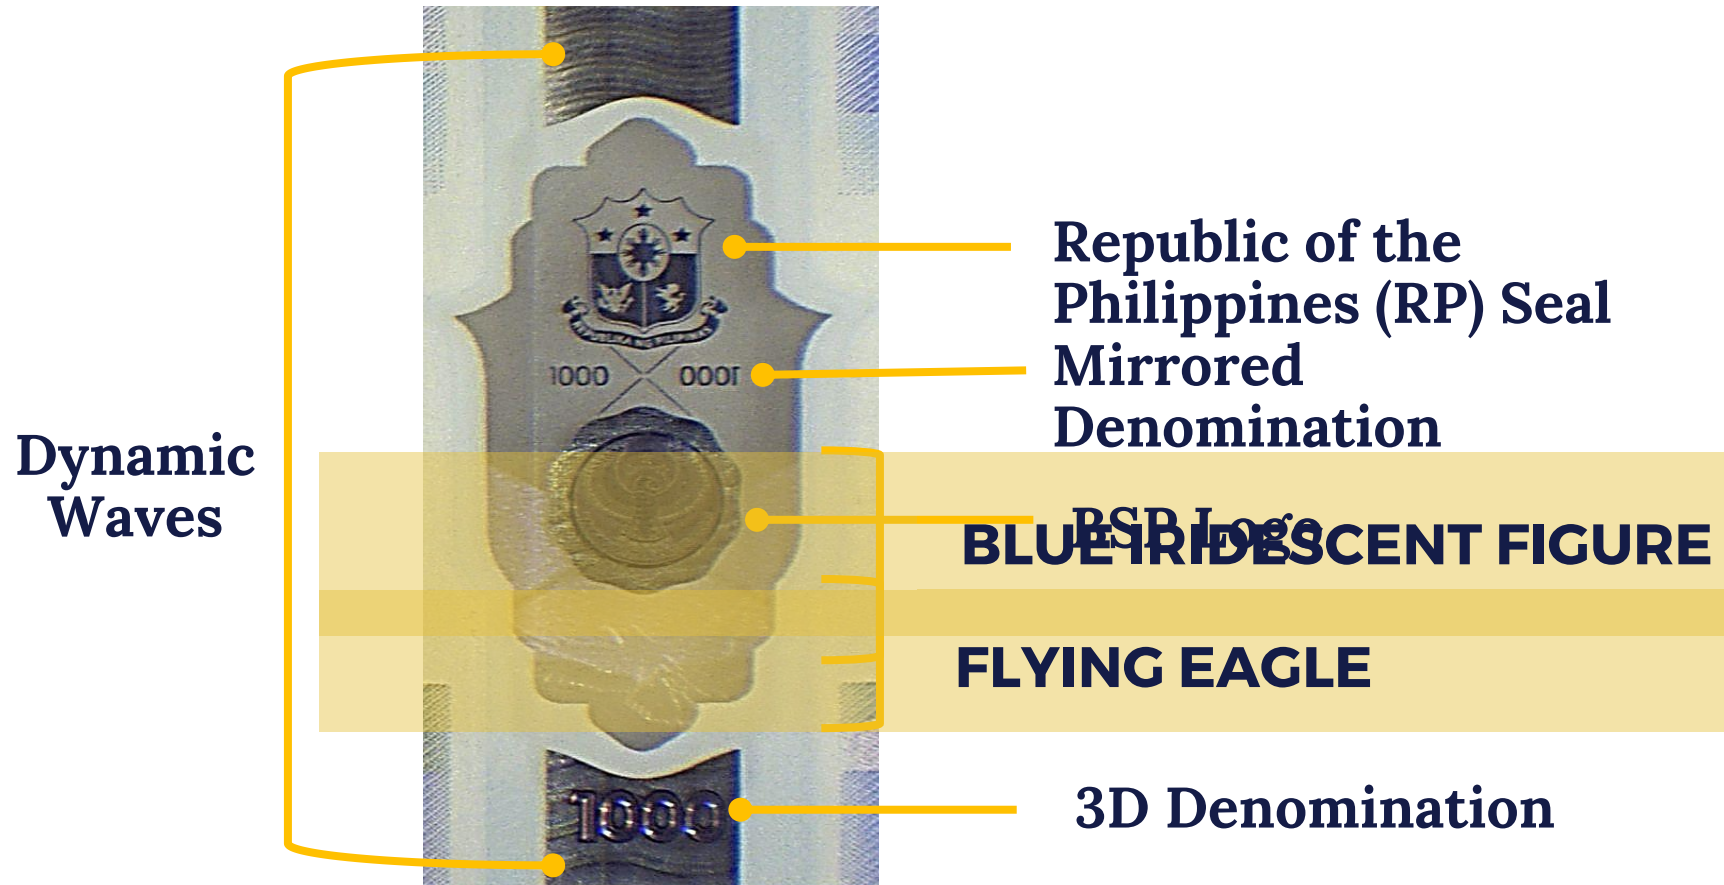 Republic of the
Philippines (RP) Seal
1000 0001
Mirrored
Denomination
Dynamic
Waves
BSP Logo
BLUE IRIDESCENT FIGURE
FLYING EAGLE
1000
3D Denomination